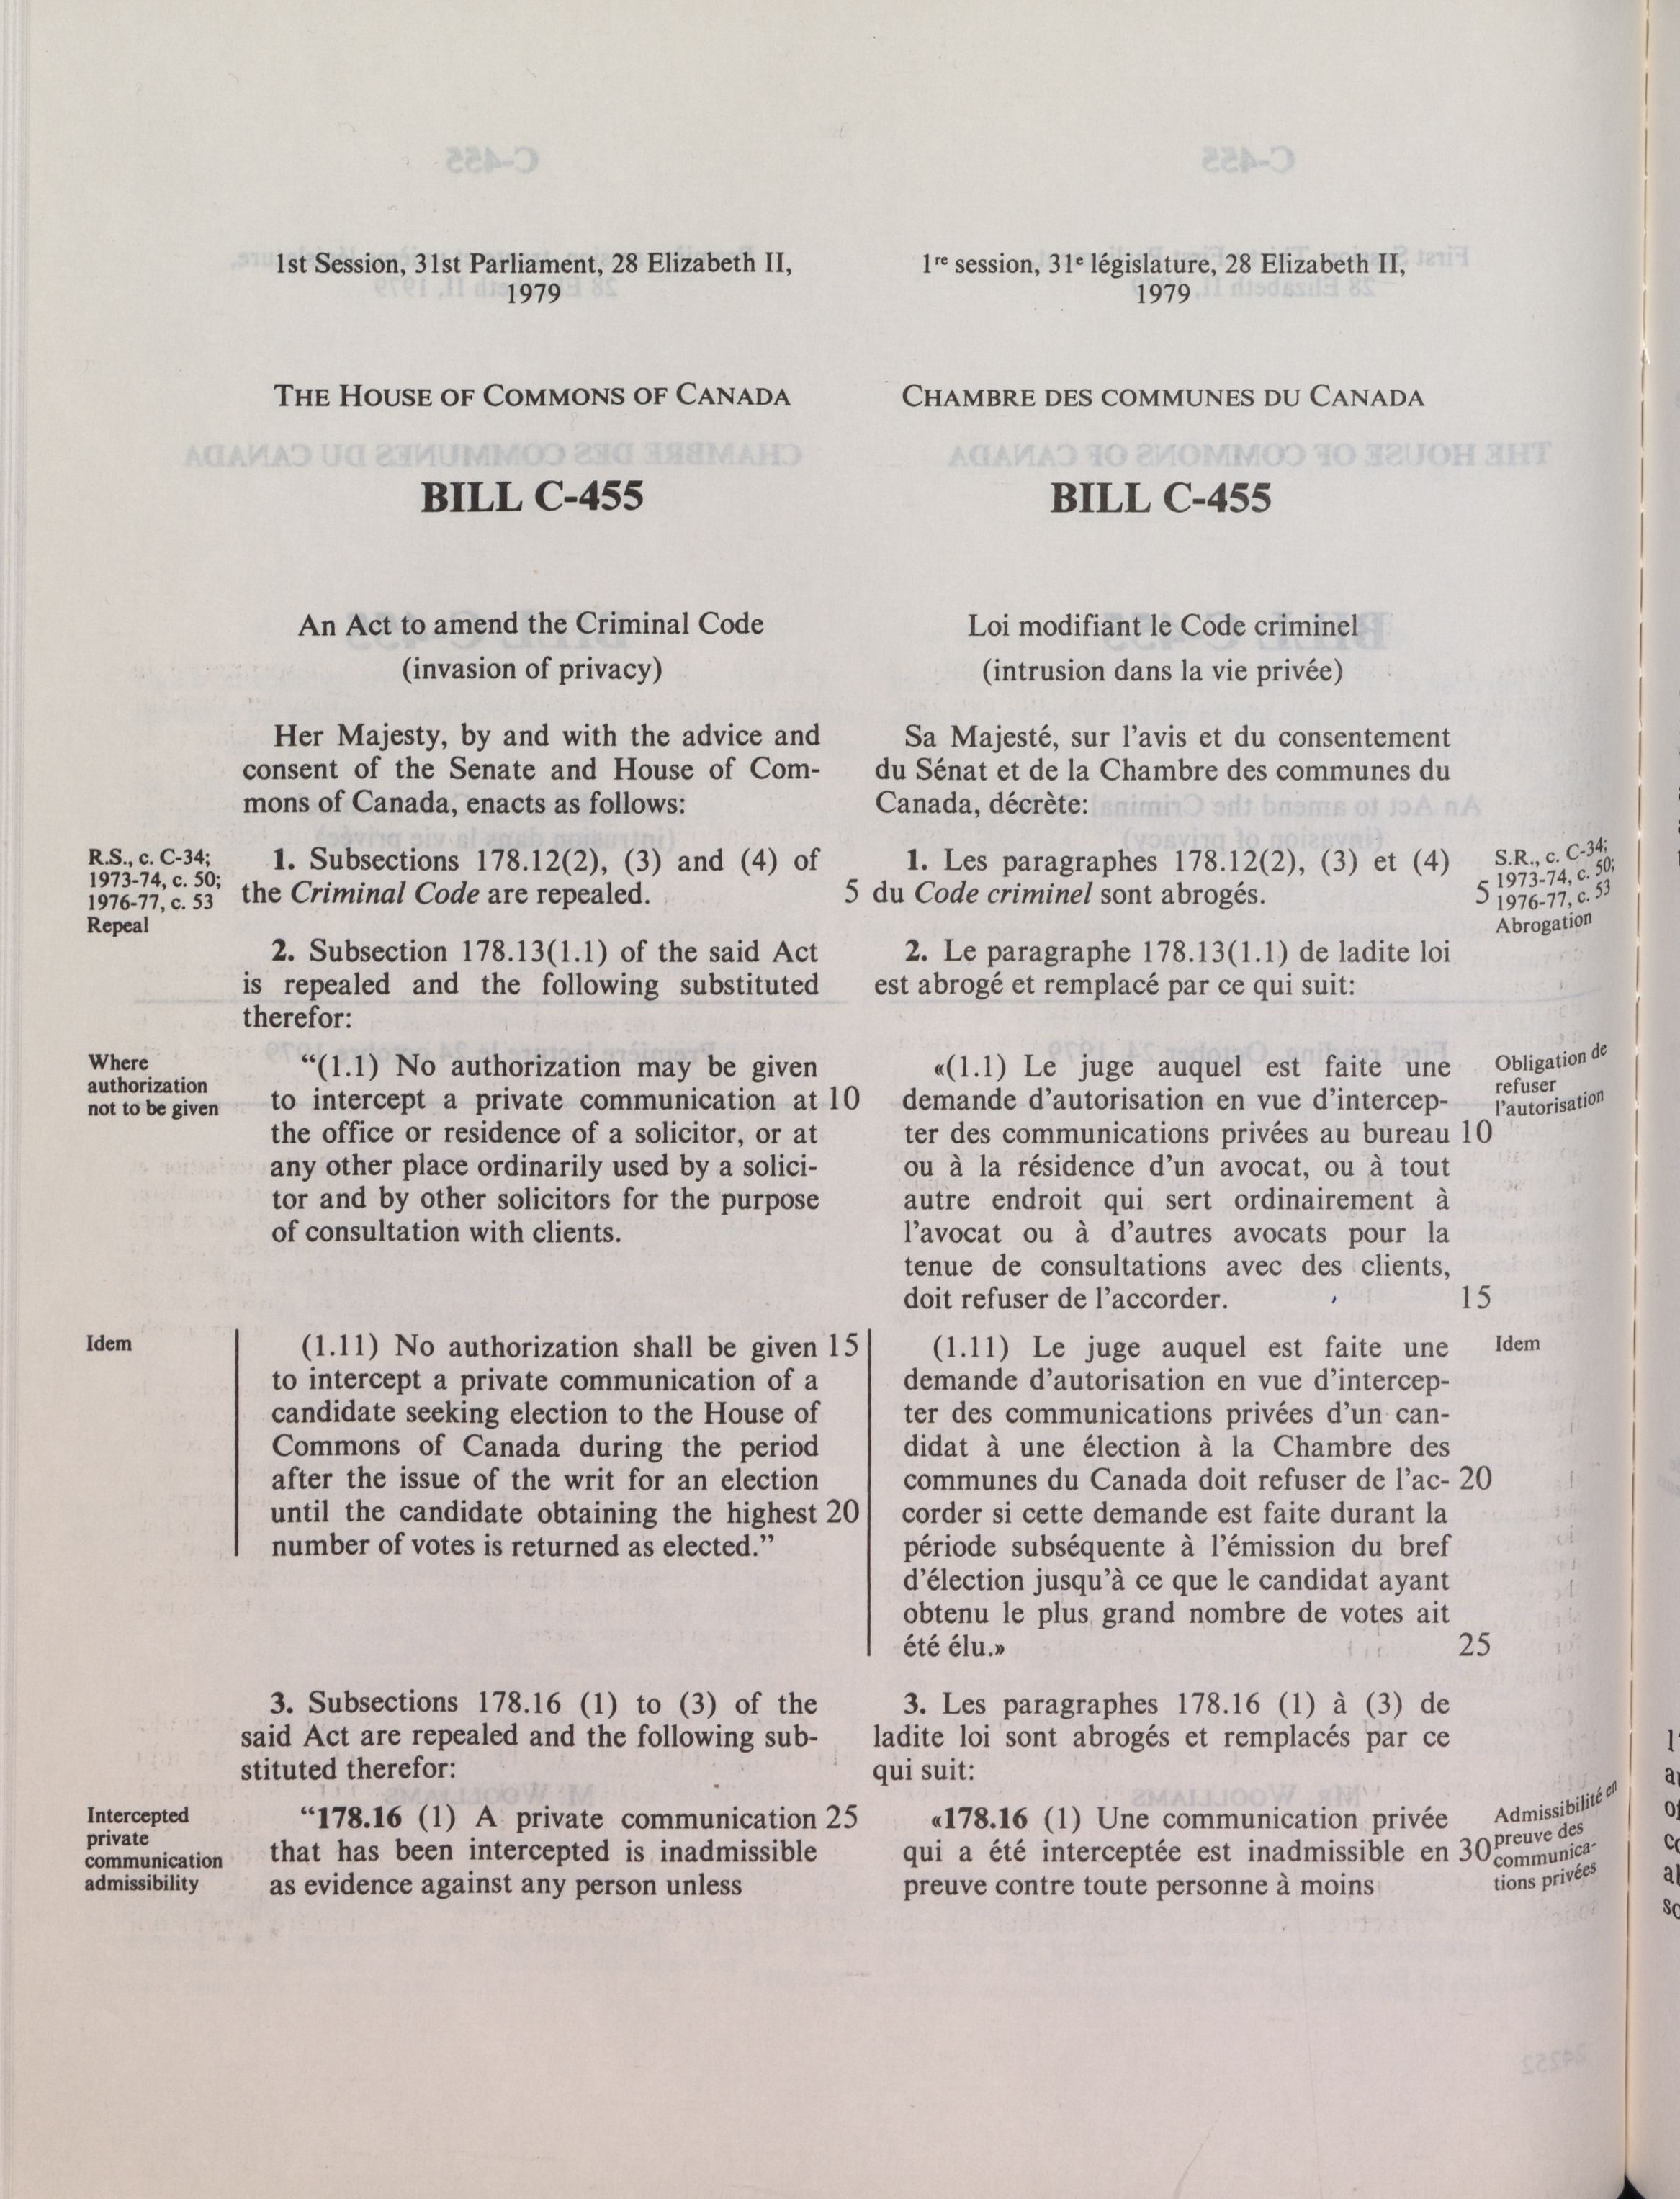 1st Session, 31st Parliament, 28 Elizabeth II,
1979
THE HOUSE OF COMMONS OF CANADA
BILL C-455
An Act to amend the Criminal Code
(invasion of privacy)
Her Majesty, by and with the advice and
consent of the Senate and House of Com-
mons of Canada, enacts as follows:
R.S., c. C-34;
1973-74, c. 50;
1976-77, c. 53
Repeal
1. Subsections 178.12(2), (3) and (4) of
the Criminal Code are repealed. 5
2. Subsection 178.13(1.1) of the said Act
is repealed and the following substituted
therefor:
Where
authorization
not to be given
“(1.1) No authorization may be given
to intercept a private communication at 10
the office or residence of a solicitor, or at
any other place ordinarily used by a solici-
tor and by other solicitors for the purpose
of consultation with clients.
Idem
(1.11) No authorization shall be given 15
to intercept a private communication of a
candidate seeking election to the House of
Commons of Canada during the period
after the issue of the writ for an election
until the candidate obtaining the highest 20
number of votes is returned as elected.”
3. Subsections 178.16 (1) to (3) of the
said Act are repealed and the following sub-
stituted therefor:
Intercepted
private
communication
admissibility
“178.16 (1) A private communication 25
that has been intercepted is inadmissible
as evidence against any person unless
1re session, 31e législature, 28 Elizabeth II,
1979
CHAMBRE DES COMMUNES DU CANADA
BILL C-455
Loi modifiant le Code criminel
(intrusion dans la vie privée)
Sa Majesté, sur l’avis et du consentement
du Sénat et de la Chambre des communes du
Canada, décrète:
1. Les paragraphes 178.12(2), (3) et (4)
du Code criminel sont abrogés. 5
S.R., c. C-34;
1973-74, c. 50;
1976-77, c. 53
Abrogation
2. Le paragraphe 178.13(1.1) de ladite loi
est abrogé et remplacé par ce qui suit:
«(1.1) Le juge auquel est faite une
demande d’autorisation en vue d’intercep-
ter des communications privées au bureau 10
ou à la résidence d’un avocat, ou à tout
autre endroit qui sert ordinairement à
l’avocat ou à d’autres avocats pour la
tenue de consultations avec des clients,
doit refuser de l’accorder. 15
Obligation de
refuser
l’autorisation
(1.11) Le juge auquel est faite une
demande d’autorisation en vue d’intercep-
ter des communications privées d’un can-
didat à une élection à la Chambre des
communes du Canada doit refuser de l’ac- 20
corder si cette demande est faite durant la
période subséquente à l’émission du bref
d’élection jusqu’à ce que le candidat ayant
obtenu le plus grand nombre de votes ait
été élu.» 25
Idem
3. Les paragraphes 178.16 (1) à (3) de
ladite loi sont abrogés et remplacés par ce
qui suit:
«178.16 (1) Une communication privée
qui a été interceptée est inadmissible en 30
preuve contre toute personne à moins
Admissibilité en
preuve des
communica-
tions privées